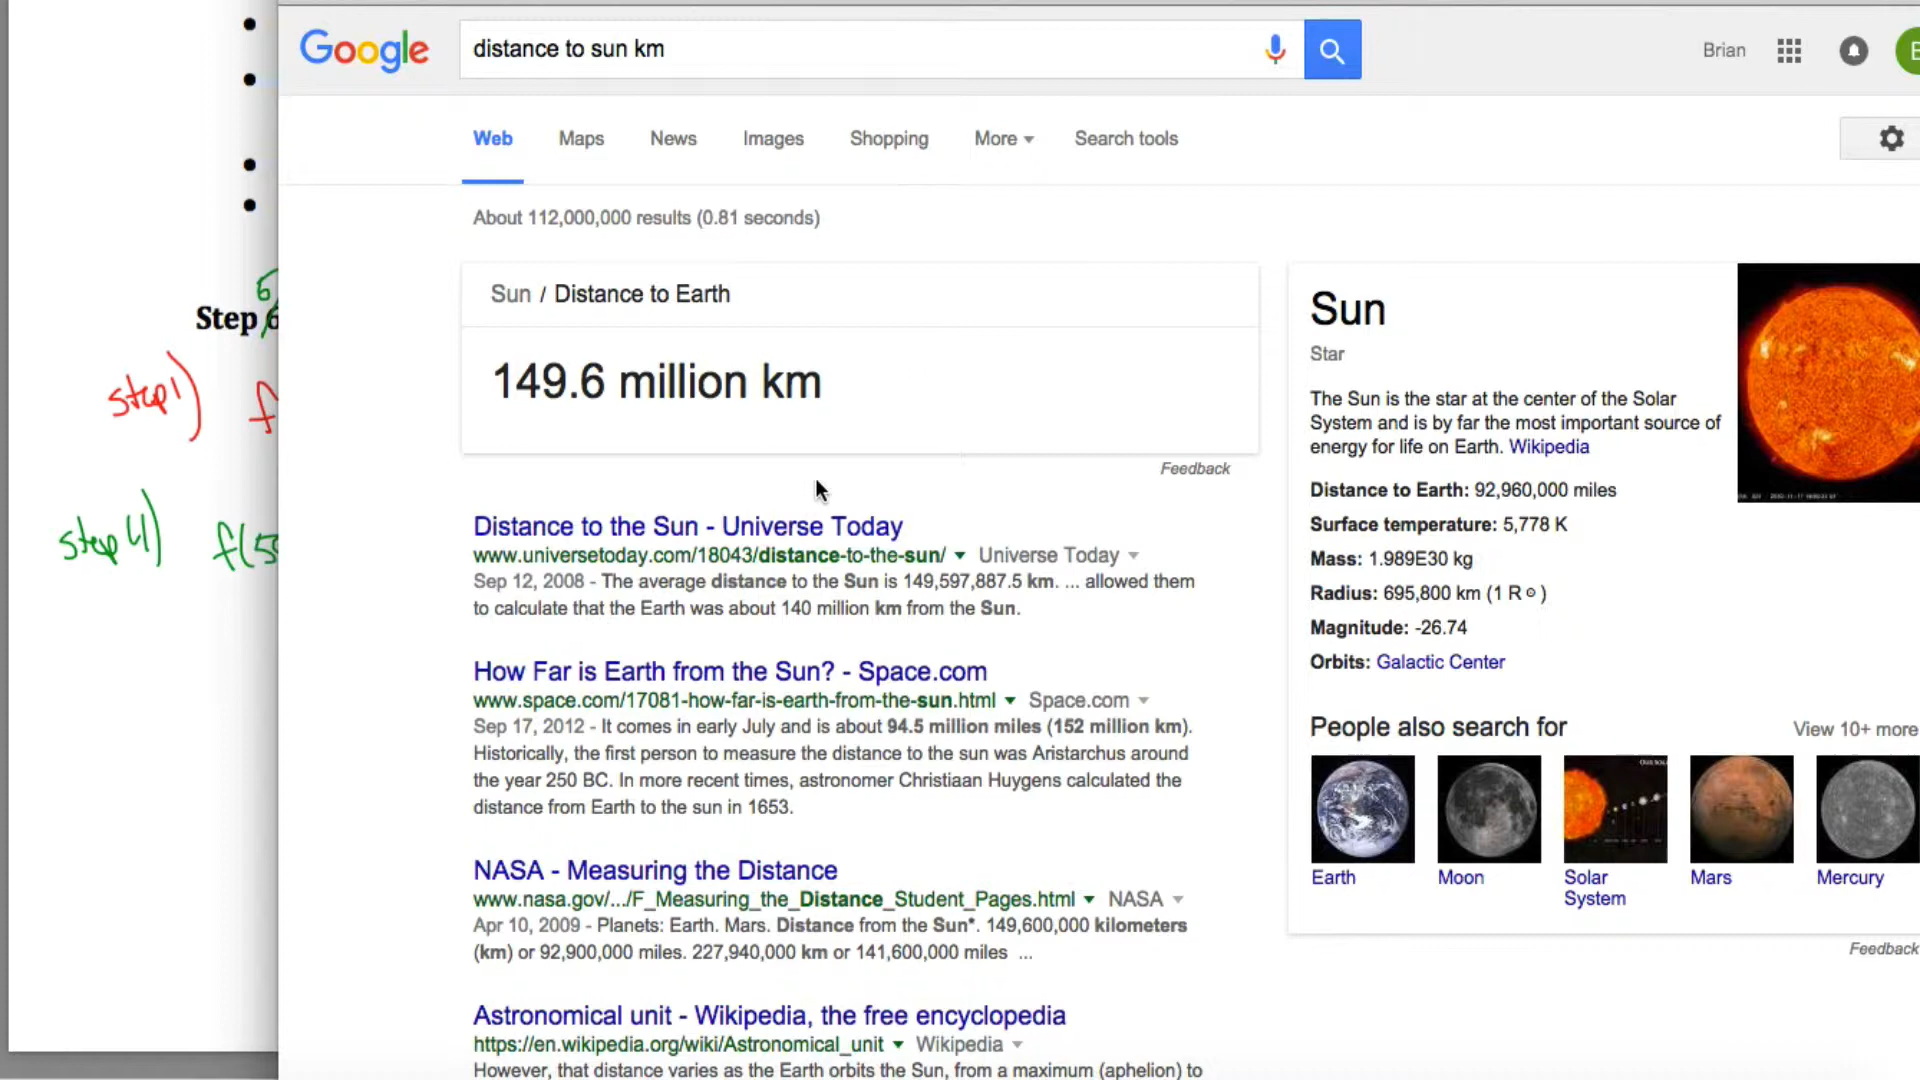 Google
distance to sun km
Brian
Web Maps News Images Shopping More Search tools
About 112,000,000 results (0.81 seconds)
Sun / Distance to Earth
149.6 million km
Feedback
Distance to the Sun - Universe Today
www.universetoday.com/18043/distance-to-the-sun/ Universe Today
Sep 12, 2008 - The average distance to the Sun is 149,597,887.5 km. ... allowed them
to calculate that the Earth was about 140 million km from the Sun.
How Far is Earth from the Sun? - Space.com
www.space.com/17081-how-far-is-earth-from-the-sun.html Space.com
Sep 17, 2012 - It comes in early July and is about 94.5 million miles (152 million km).
Historically, the first person to measure the distance to the sun was Aristarchus around
the year 250 BC. In more recent times, astronomer Christiaan Huygens calculated the
distance from Earth to the sun in 1653.
NASA - Measuring the Distance
www.nasa.gov/.../F_Measuring_the_Distance_Student_Pages.html NASA
Apr 10, 2009 - Planets: Earth. Mars. Distance from the Sun*. 149,600,000 kilometers
(km) or 92,900,000 miles. 227,940,000 km or 141,600,000 miles ...
Astronomical unit - Wikipedia, the free encyclopedia
https://en.wikipedia.org/wiki/Astronomical_unit Wikipedia
However, that distance varies as the Earth orbits the Sun, from a maximum (aphelion) to
Sun
Star
The Sun is the star at the center of the Solar
System and is by far the most important source of
energy for life on Earth. Wikipedia
Distance to Earth: 92,960,000 miles
Surface temperature: 5,778 K
Mass: 1.989E30 kg
Radius: 695,800 km (1 R☉)
Magnitude: -26.74
Orbits: Galactic Center
People also search for
View 10+ more
Earth
Moon
Solar
System
Mars
Mercury
Feedback
6
Step 6
step 1) f
step 4) f(5